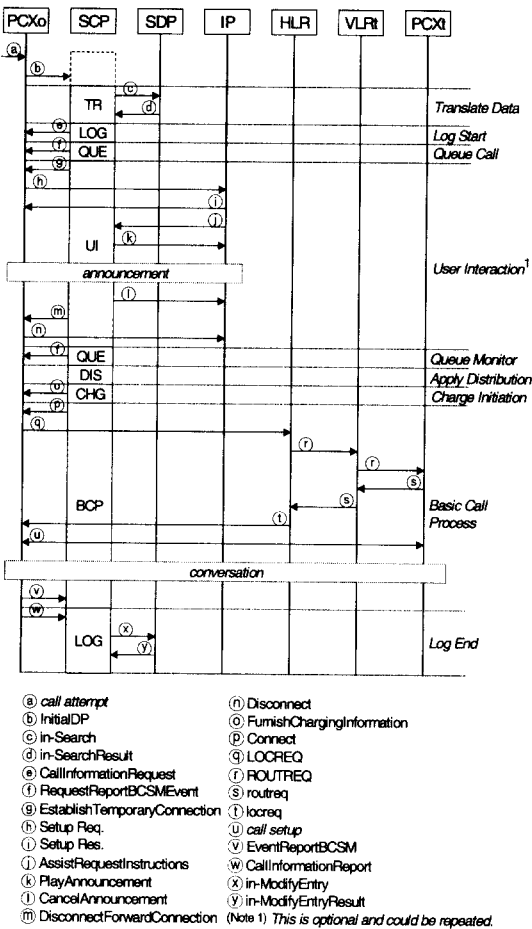 PCXo SCP SDP IP HLR VLRt PCXt
ⓐ
ⓑ
ⓒ
TR ⓓ Translate Data
ⓔ LOG Log Start
ⓕ QUE Queue Call
ⓖ
ⓗ
ⓘ
ⓙ
UI ⓚ
announcement User Interaction†
ⓛ
ⓜ
ⓝ
ⓕ QUE Queue Monitor
DIS Apply Distribution
CHG Charge Initiation
ⓟ
ⓠ
ⓡ
ⓡ
ⓢ
BCP ⓢ Basic Call
ⓣ Process
ⓤ
conversation
ⓥ
ⓦ
LOG ⓧ Log End
ⓨ
ⓐ call attempt
ⓑ InitialDP
ⓒ in-Search
ⓓ in-SearchResult
ⓔ CallInformationRequest
ⓕ RequestReportBCSMEvent
ⓖ EstablishTemporaryConnection
ⓗ Setup Req.
ⓘ Setup Res.
ⓙ AssistRequestInstructions
ⓚ PlayAnnouncement
ⓛ CancelAnnouncement
ⓜ DisconnectForwardConnection
ⓝ Disconnect
ⓞ FurnishChargingInformation
ⓟ Connect
ⓠ LOCREQ
ⓡ ROUTREQ
ⓢ routreq
ⓣ locreq
ⓤ call setup
ⓥ EventReportBCSM
ⓦ CallInformationReport
ⓧ in-ModifyEntry
ⓨ in-ModifyEntryResult
(Note 1) This is optional and could be repeated.